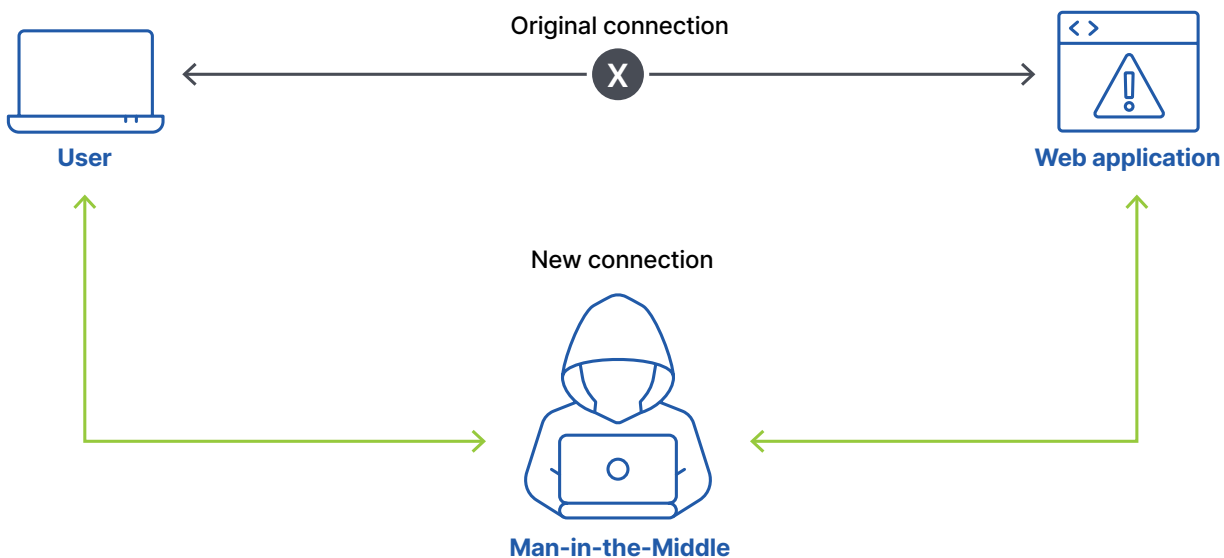 Original connection
X
User
Web application
New connection
Man-in-the-Middle